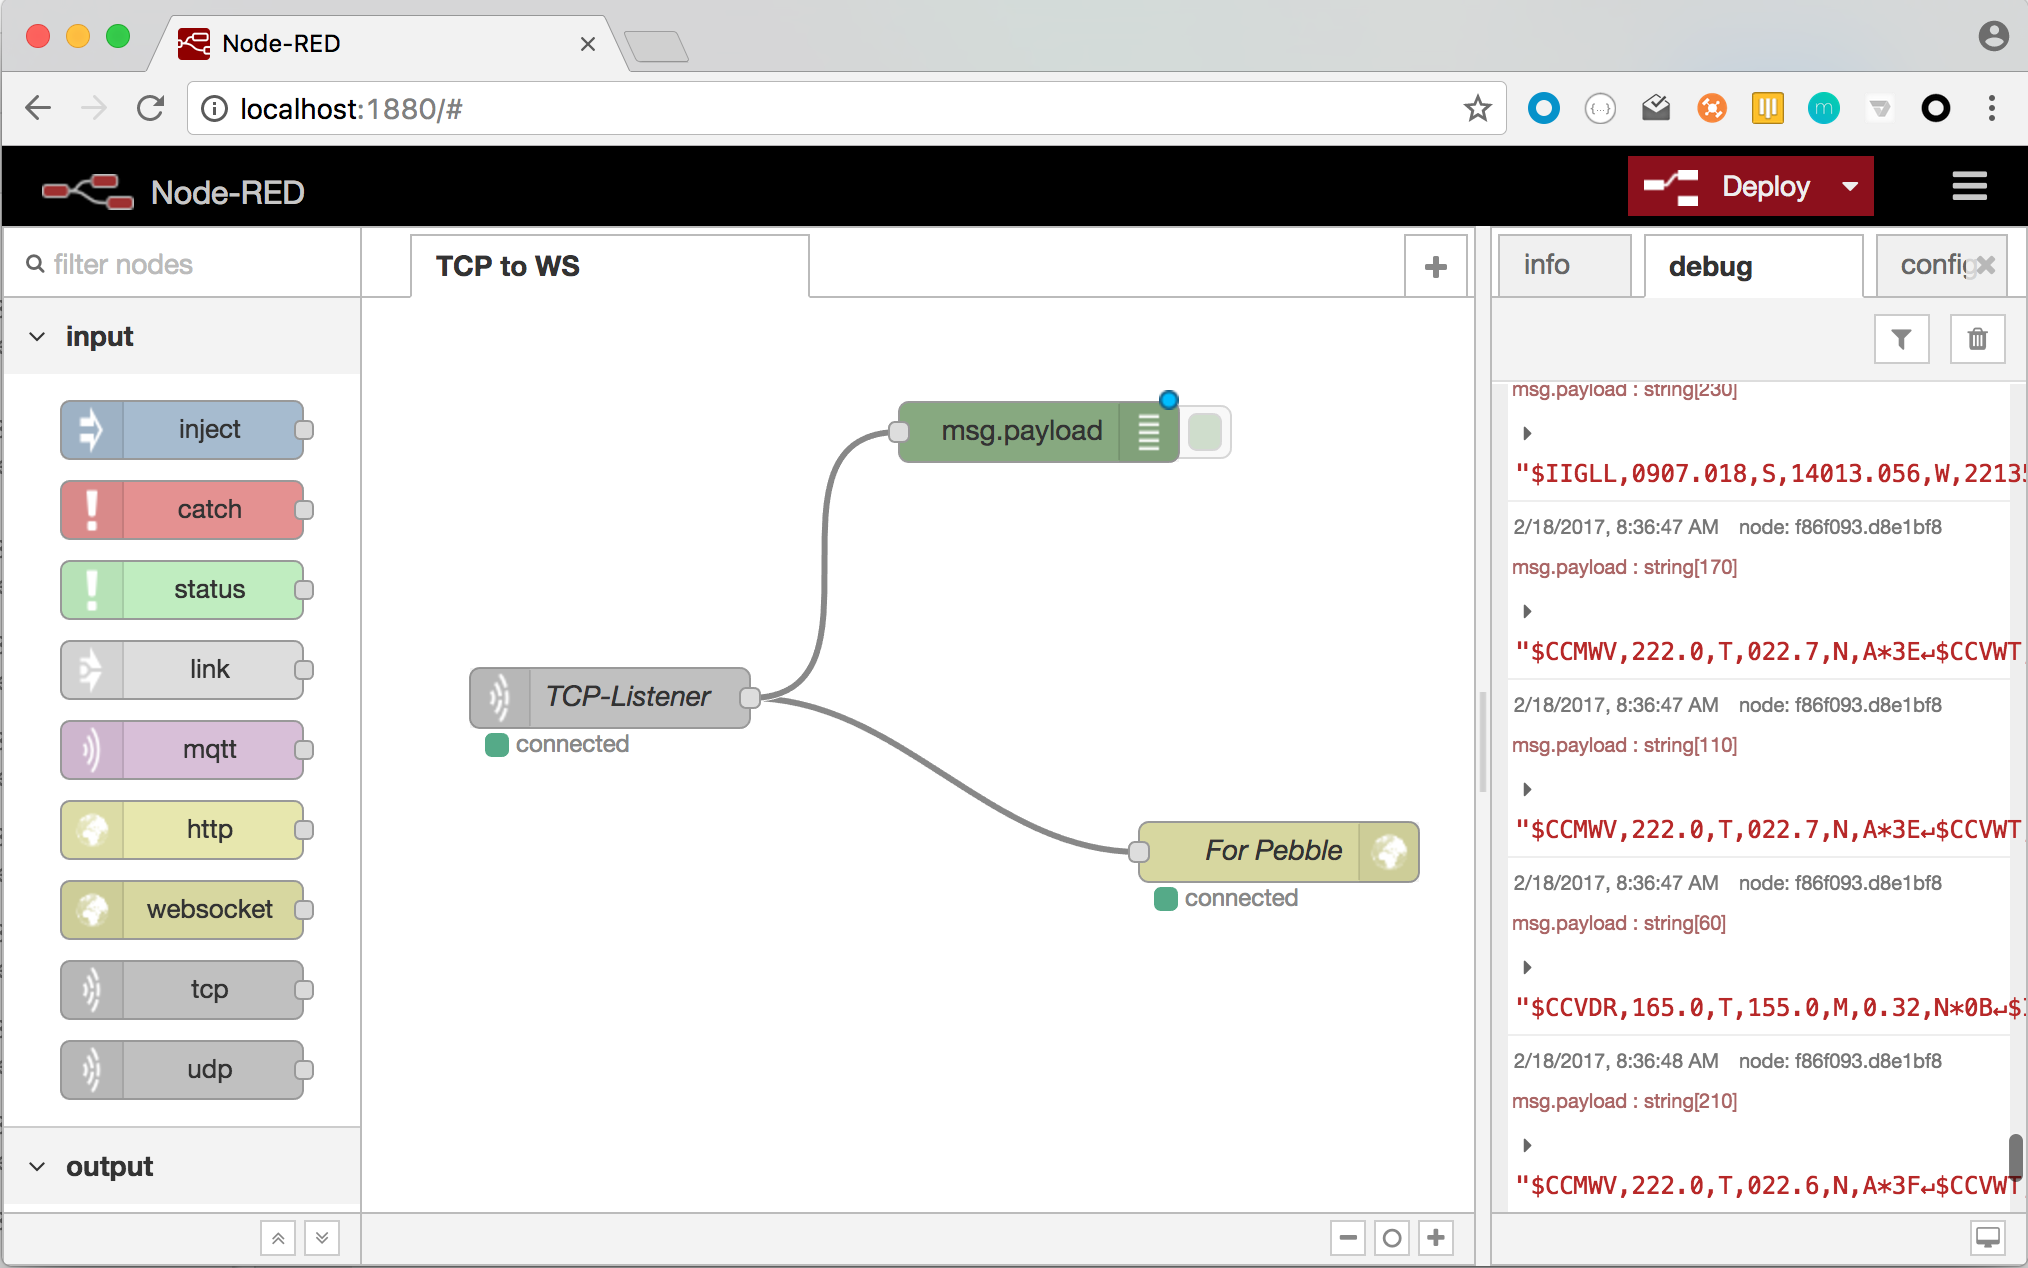 Node-RED
localhost:1880/#
Node-RED
Deploy
filter nodes
TCP to WS
info
debug
config
input
inject
catch
status
link
mqtt
http
websocket
tcp
udp
output
msg.payload
TCP-Listener
connected
For Pebble
connected
msg.payload : string[230]
"$IIGLL,0907.018,S,14013.056,W,22135
2/18/2017, 8:36:47 AM node: f86f093.d8e1bf8
msg.payload : string[170]
"$CCMWV,222.0,T,022.7,N,A*3E↵$CCVWT,
2/18/2017, 8:36:47 AM node: f86f093.d8e1bf8
msg.payload : string[110]
"$CCMWV,222.0,T,022.7,N,A*3E↵$CCVWT,
2/18/2017, 8:36:47 AM node: f86f093.d8e1bf8
msg.payload : string[60]
"$CCVDR,165.0,T,155.0,M,0.32,N*0B↵$
2/18/2017, 8:36:48 AM node: f86f093.d8e1bf8
msg.payload : string[210]
"$CCMWV,222.0,T,022.6,N,A*3F↵$CCVWT,